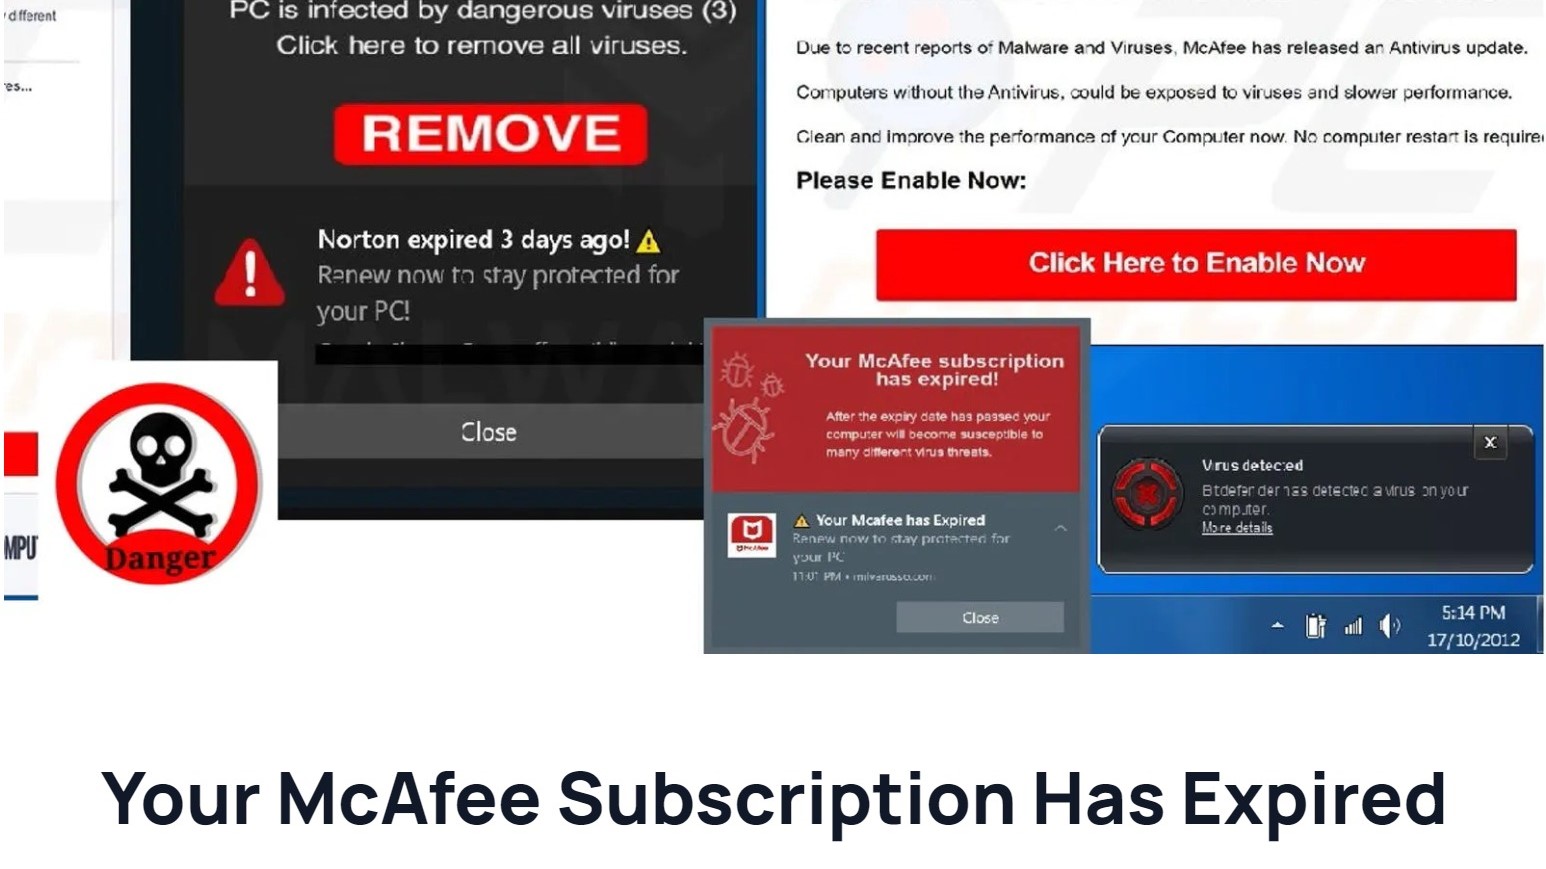 different
es...
MPU
PC is infected by dangerous viruses (3)
Click here to remove all viruses.
REMOVE
Norton expired 3 days ago!
Renew now to stay protected for
your PC!
Close
Danger
Due to recent reports of Malware and Viruses, McAfee has released an Antivirus update.
Computers without the Antivirus, could be exposed to viruses and slower performance.
Clean and improve the performance of your Computer now. No computer restart is require
Please Enable Now:
Click Here to Enable Now
Your McAfee subscription
has expired!
After the expiry date has passed your
computer will become susceptible to
many different virus threats.
McAfee
Your Mcafee has Expired
Renew now to stay protected for
your PC
11:01 PM • milvarusso.com
Close
X
Virus detected
Bitdefender has detected a virus on your
computer.
More details
5:14 PM
17/10/2012
Your McAfee Subscription Has Expired